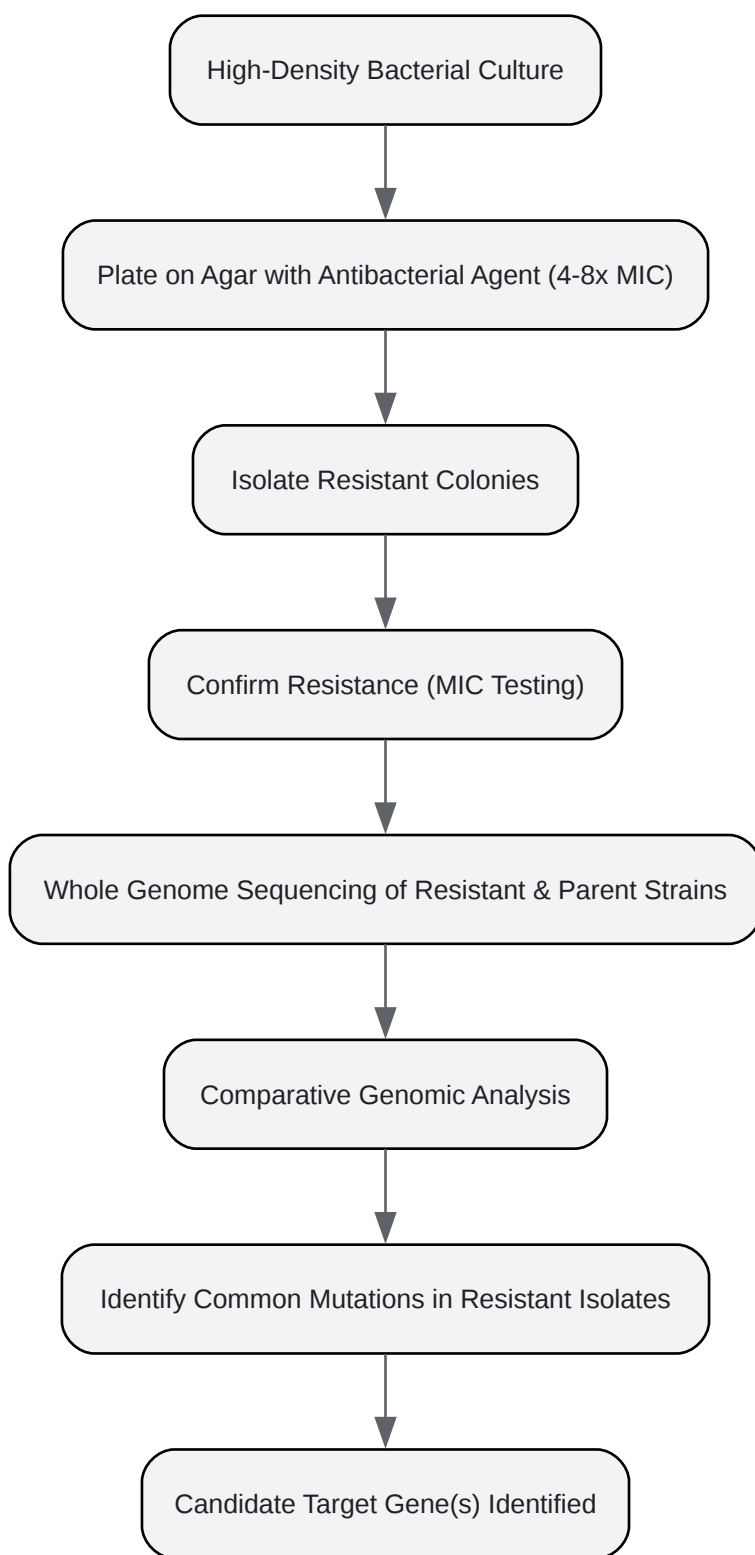 High-Density Bacterial Culture
Plate on Agar with Antibacterial Agent (4-8x MIC)
Isolate Resistant Colonies
Confirm Resistance (MIC Testing)
Whole Genome Sequencing of Resistant & Parent Strains
Comparative Genomic Analysis
Identify Common Mutations in Resistant Isolates
Candidate Target Gene(s) Identified